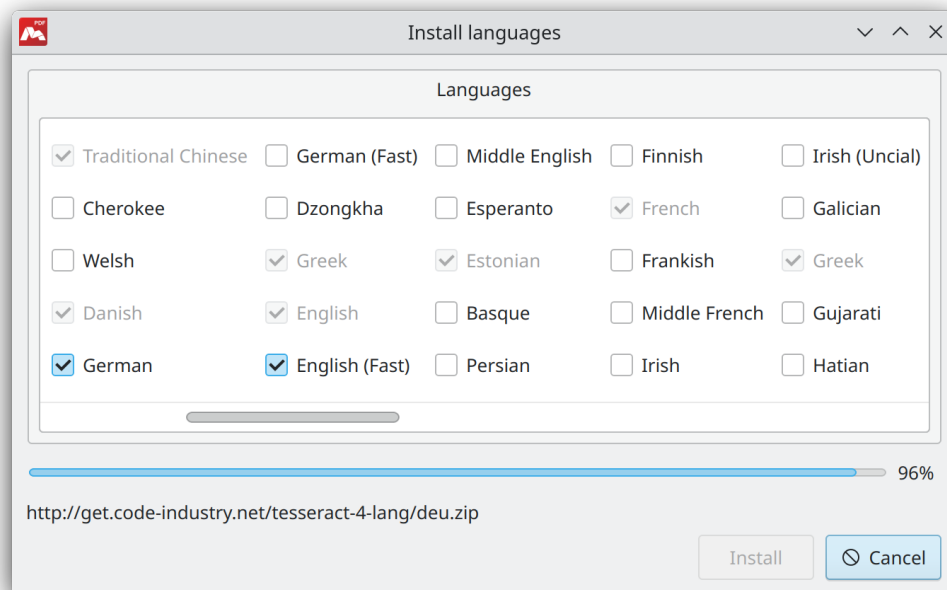 PDF
Install languages
Languages
Traditional Chinese German (Fast) Middle English Finnish Irish (Uncial)
Cherokee Dzongkha Esperanto French Galician
Welsh Greek Estonian Frankish Greek
Danish English Basque Middle French Gujarati
German English (Fast) Persian Irish Hatian
96%
http://get.code-industry.net/tesseract-4-lang/deu.zip
Install Cancel